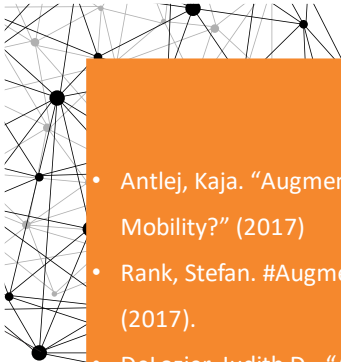 • Antlej, Kaja. "Augmen
Mobility?" (2017)
• Rank, Stefan. #Augme
(2017).